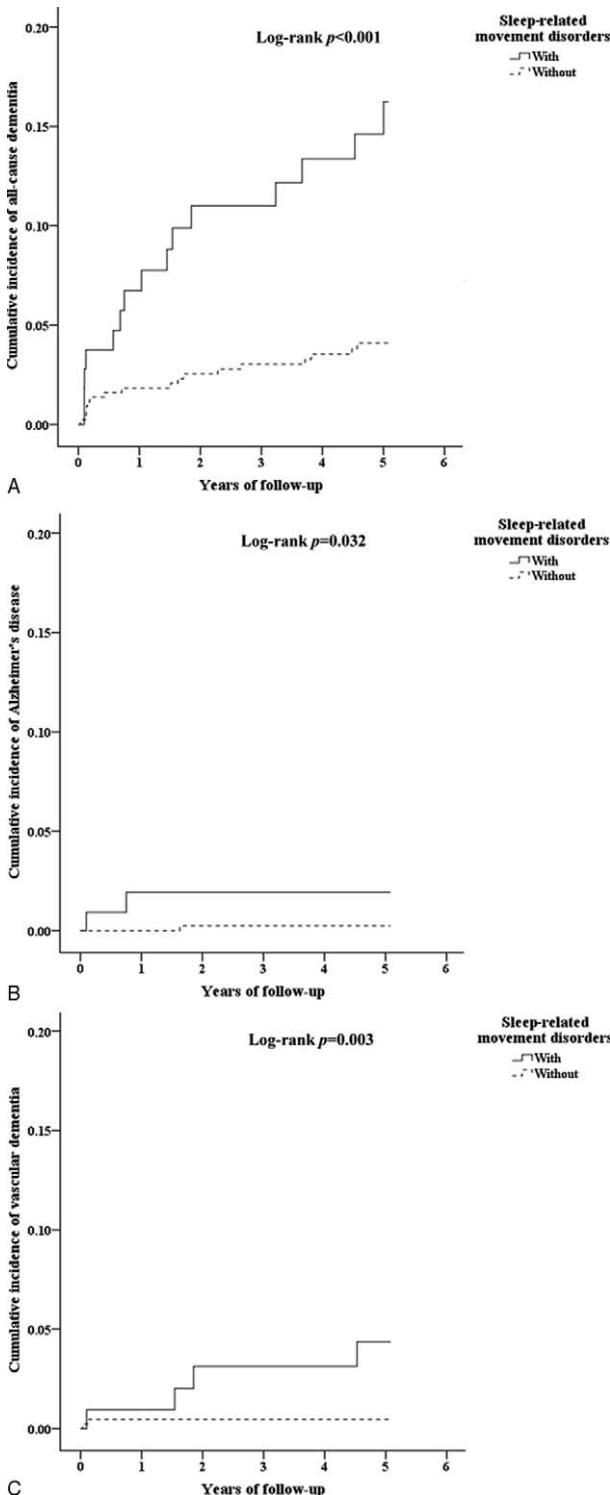 Sleep-related
movement disorders
With
Without
Log-rank p<0.001
Cumulative incidence of all-cause dementia
0.20
0.15
0.10
0.05
0.00
0 1 2 3 4 5 6
Years of follow-up
A
Sleep-related
movement disorders
With
Without
Log-rank p=0.032
Cumulative incidence of Alzheimer's disease
0.20
0.15
0.10
0.05
0.00
0 1 2 3 4 5 6
Years of follow-up
B
Sleep-related
movement disorders
With
Without
Log-rank p=0.003
Cumulative incidence of vascular dementia
0.20
0.15
0.10
0.05
0.00
0 1 2 3 4 5 6
Years of follow-up
C